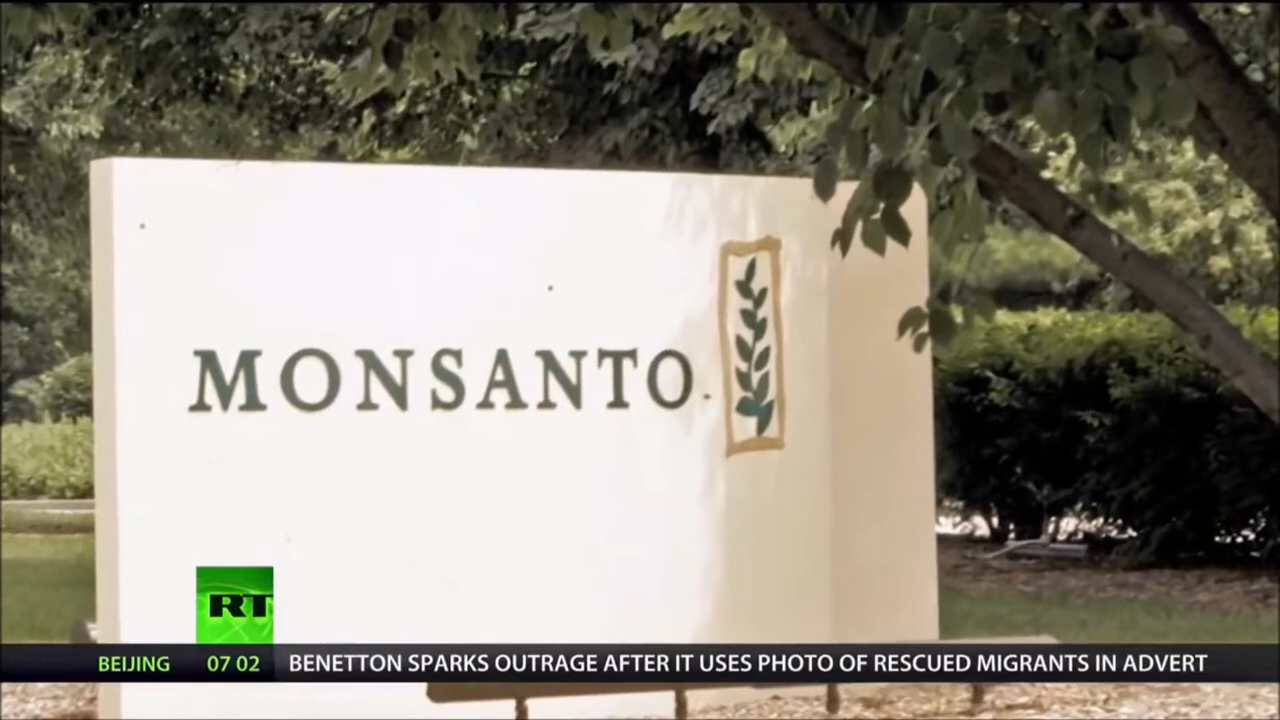 MONSANTO
RT
BEIJING 07 02 BENETTON SPARKS OUTRAGE AFTER IT USES PHOTO OF RESCUED MIGRANTS IN ADVERT